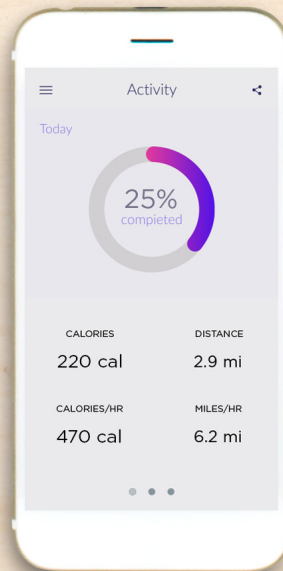 Activity
Today
25%
completed
CALORIES
DISTANCE
220 cal
2.9 mi
CALORIES/HR
MILES/HR
470 cal
6.2 mi